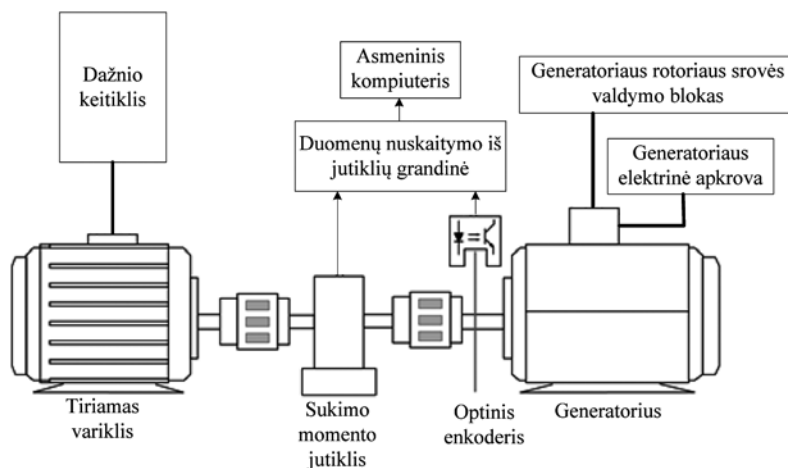 Dažnio
keitiklis
Asmeninis
kompiuteris
Generatoriaus rotoriaus srovės
valdymo blokas
Duomenų nuskaitymo iš
jutiklių grandinė
Generatoriaus
elektrinė apkrova
Tiriamas
variklis
Sukimo
momento
jutiklis
Optinis
enkoderis
Generatorius